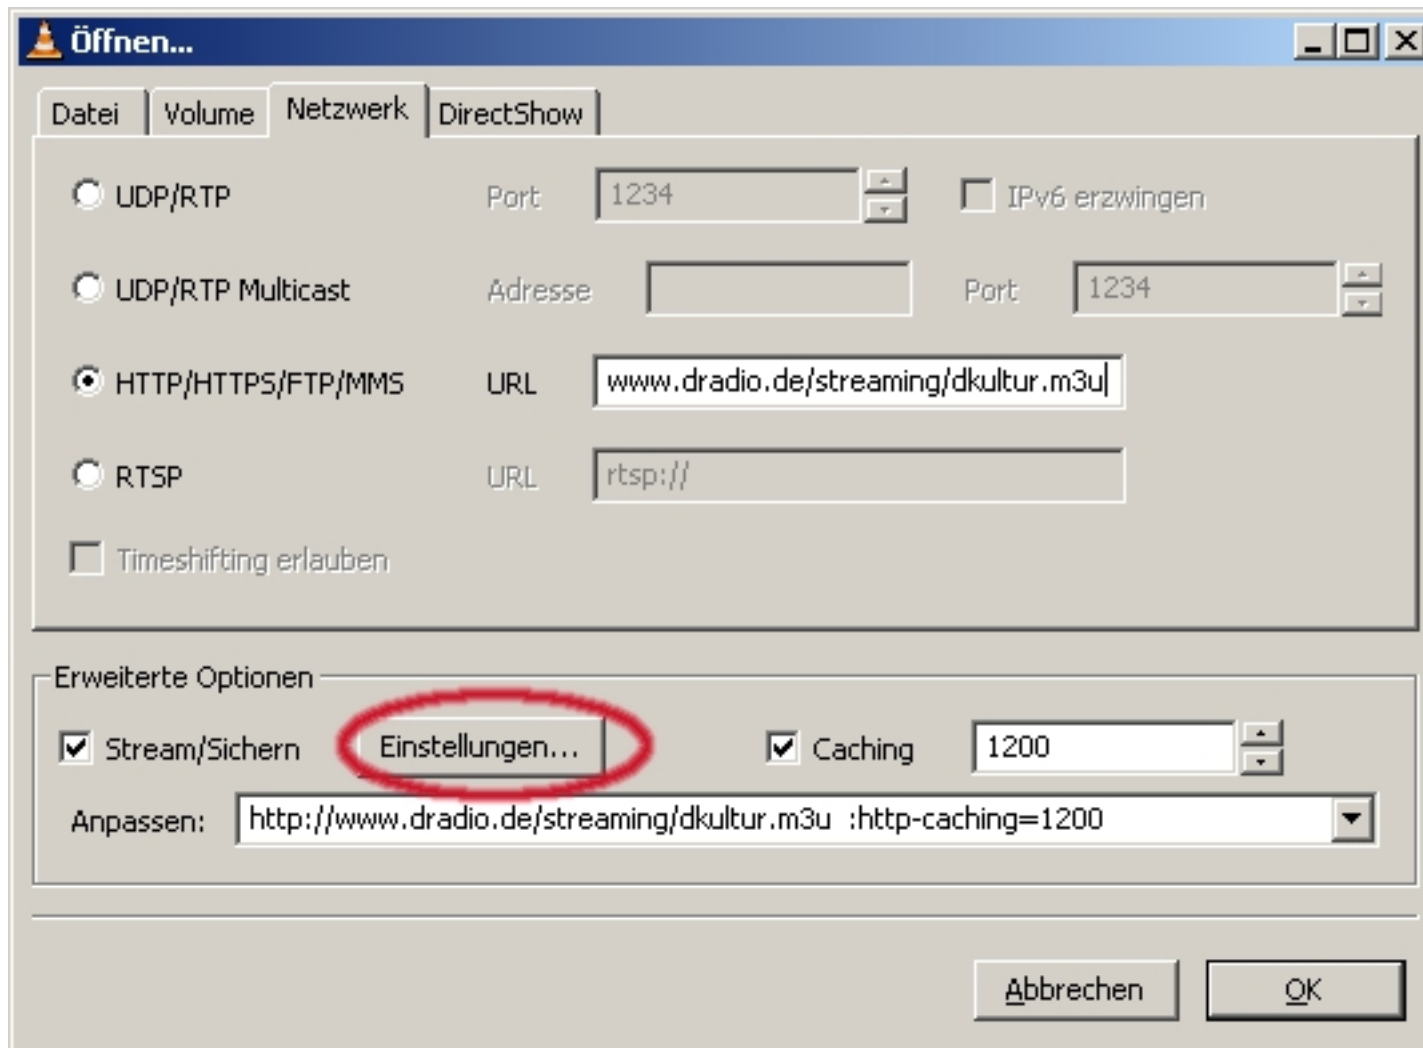 Öffnen...
Datei Volume Netzwerk DirectShow
UDP/RTP Port 1234 IPv6 erzwingen
UDP/RTP Multicast Adresse Port 1234
HTTP/HTTPS/FTP/MMS URL www.dradio.de/streaming/dkultur.m3u
RTSP URL rtsp://
Timeshifting erlauben
Erweiterte Optionen
Stream/Sichern Einstellungen... Caching 1200
Anpassen: http://www.dradio.de/streaming/dkultur.m3u :http-caching=1200
Abbrechen OK